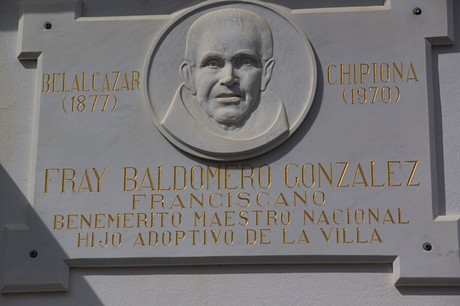 BELALCAZAR
(1877)
CHIPIONA
(1970)
FRAY BALDOMERO GONZALEZ
FRANCISCANO
BENEMERITO MAESTRO NACIONAL
HIJO ADOPTIVO DE LA VILLA